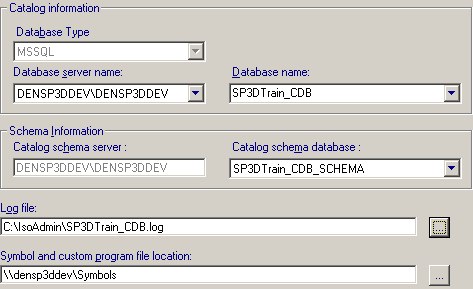 Catalog information
Database Type
MSSQL
Database server name: Database name:
DENSP3DDEV\DENSP3DDEV SP3DTrain_CDB
Schema Information
Catalog schema server : Catalog schema database :
DENSP3DDEV\DENSP3DDEV SP3DTrain_CDB_SCHEMA
Log file:
C:\IsoAdmin\SP3DTrain_CDB.log ...
Symbol and custom program file location:
\\densp3ddev\Symbols ...